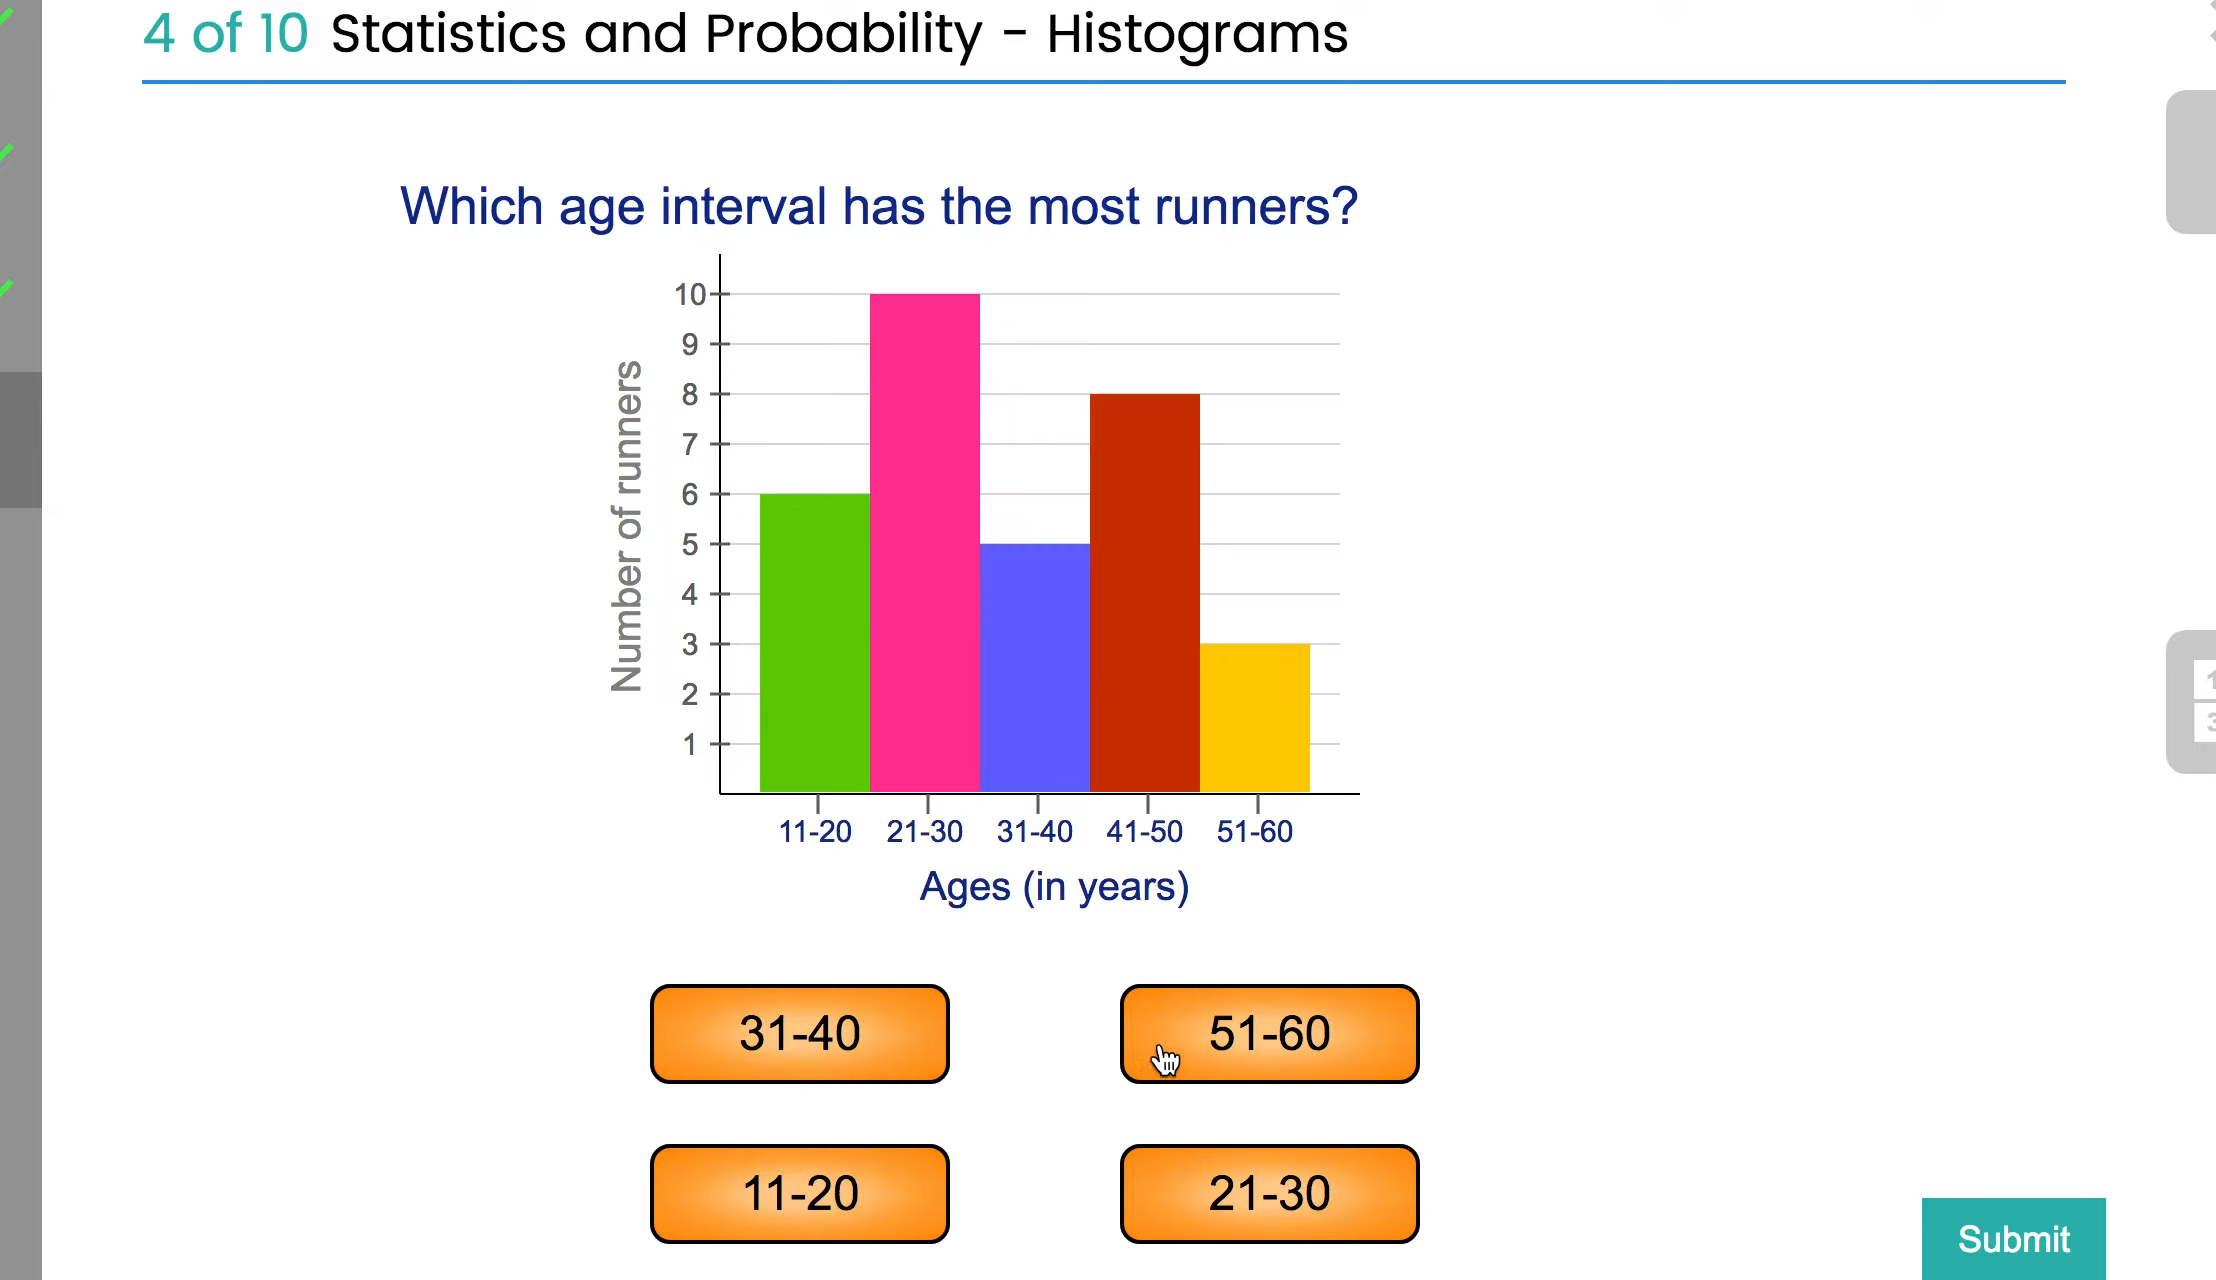 4 of 10 Statistics and Probability - Histograms
Which age interval has the most runners?
Number of runners
10
9
8
7
6
5
4
3
2
1
11-20 21-30 31-40 41-50 51-60
Ages (in years)
31-40 51-60
11-20 21-30
Submit